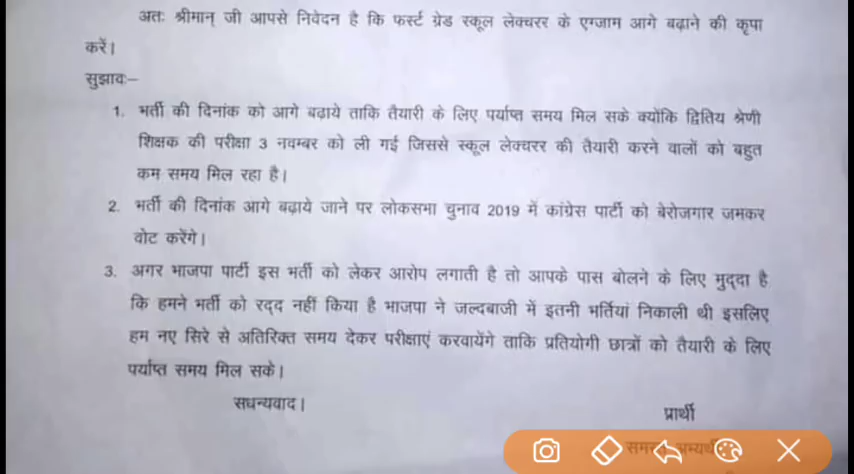 अतः श्रीमान् जी आपसे निवेदन है कि फर्स्ट ग्रेड स्कूल लेक्चरर के एग्जाम आगे बढ़ाने की कृपा
करें।
सुझावः–
1. भर्ती की दिनांक को आगे बढ़ाये ताकि तैयारी के लिए पर्याप्त समय मिल सके क्योंकि द्वितिय श्रेणी
शिक्षक की परीक्षा 3 नवम्बर को ली गई जिससे स्कूल लेक्चरर की तैयारी करने वालों को बहुत
कम समय मिल रहा है।
2. भर्ती की दिनांक आगे बढ़ाये जाने पर लोकसभा चुनाव 2019 में कांग्रेस पार्टी को बेरोजगार जमकर
वोट करेंगे।
3. अगर भाजपा पार्टी इस भर्ती को लेकर आरोप लगाती है तो आपके पास बोलने के लिए मुद्दा है
कि हमने भर्ती को रद्द नहीं किया है भाजपा ने जल्दबाजी में इतनी भर्तियां निकाली थी इसलिए
हम नए सिरे से अतिरिक्त समय देकर परीक्षाएं करवायेंगे ताकि प्रतियोगी छात्रों को तैयारी के लिए
पर्याप्त समय मिल सके।
सधन्यवाद।
प्रार्थी